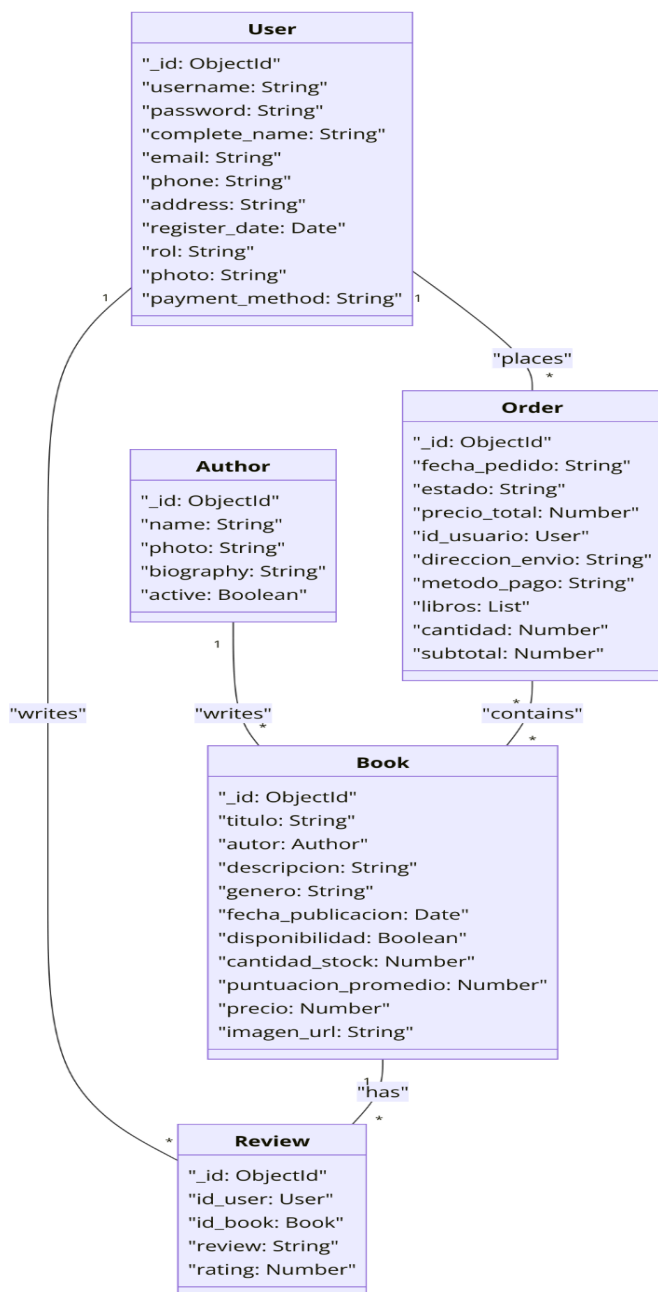 User
"_id: ObjectId"
"username: String"
"password: String"
"complete_name: String"
"email: String"
"phone: String"
"address: String"
"register_date: Date"
"rol: String"
"photo: String"
"payment_method: String"
1
1
"places"
*
Order
"_id: ObjectId"
"fecha_pedido: String"
"estado: String"
"precio_total: Number"
"id_usuario: User"
"direccion_envio: String"
"metodo_pago: String"
"libros: List"
"cantidad: Number"
"subtotal: Number"
Author
"_id: ObjectId"
"name: String"
"photo: String"
"biography: String"
"active: Boolean"
1
*
"writes"
"writes"
*
"contains"
*
Book
"_id: ObjectId"
"titulo: String"
"autor: Author"
"descripcion: String"
"genero: String"
"fecha_publicacion: Date"
"disponibilidad: Boolean"
"cantidad_stock: Number"
"puntuacion_promedio: Number"
"precio: Number"
"imagen_url: String"
1
"has"
*
*
Review
"_id: ObjectId"
"id_user: User"
"id_book: Book"
"review: String"
"rating: Number"